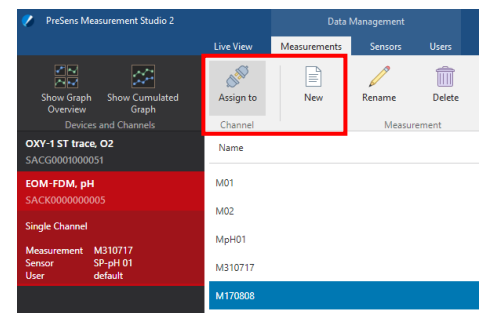 PreSens Measurement Studio 2
Data Management
Live View Measurements Sensors Users
Show Graph Overview
Show Cumulated Graph
Assign to
New
Rename
Delete
Devices and Channels
Channel
Measurement
OXY-1 ST trace, O2
SACG0001000051
EOM-FDM, pH
SACK0000000005
Single Channel
Measurement M310717
Sensor SP-pH 01
User default
Name
M01
M02
MpH01
M310717
M170808